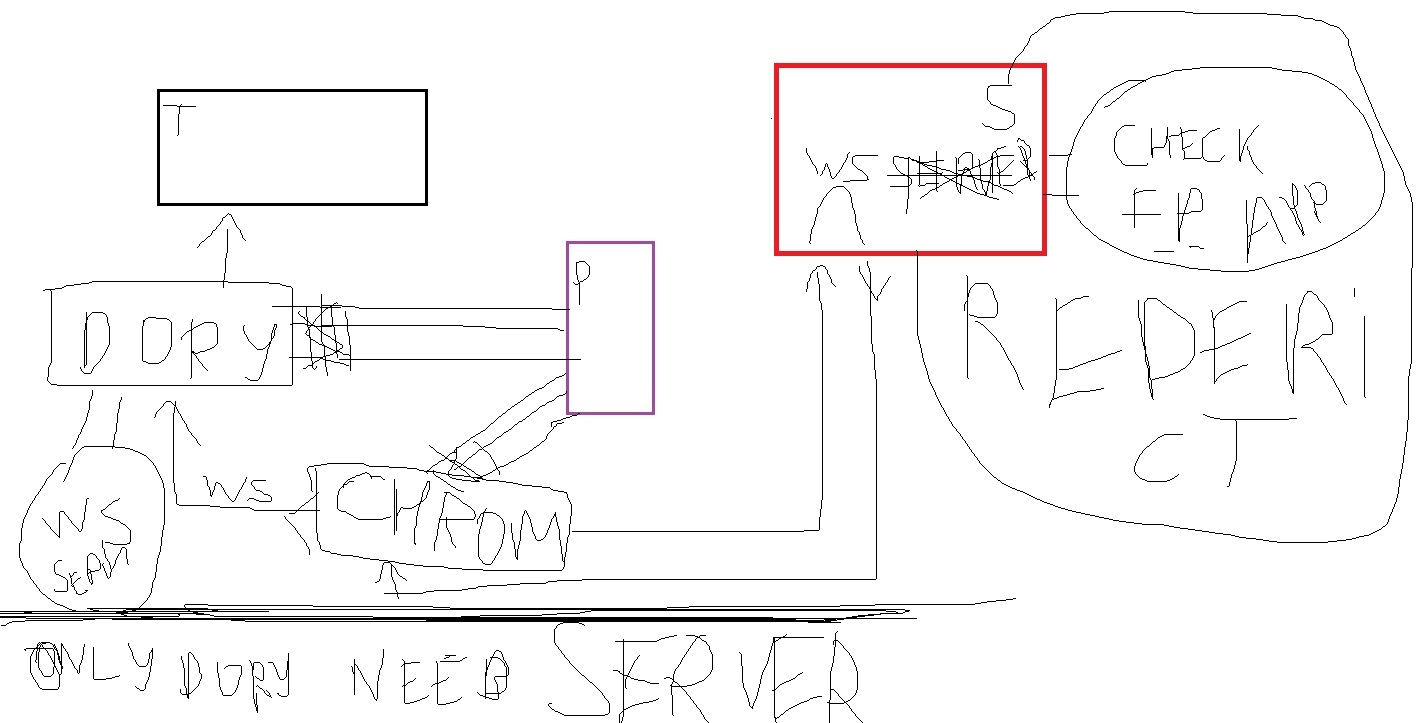 S
T
CHECK
WS
FP APP
P
DORY
REDERI
CT
WS
CHROM
WS
SERV
ONLY DORY NEED SERVER